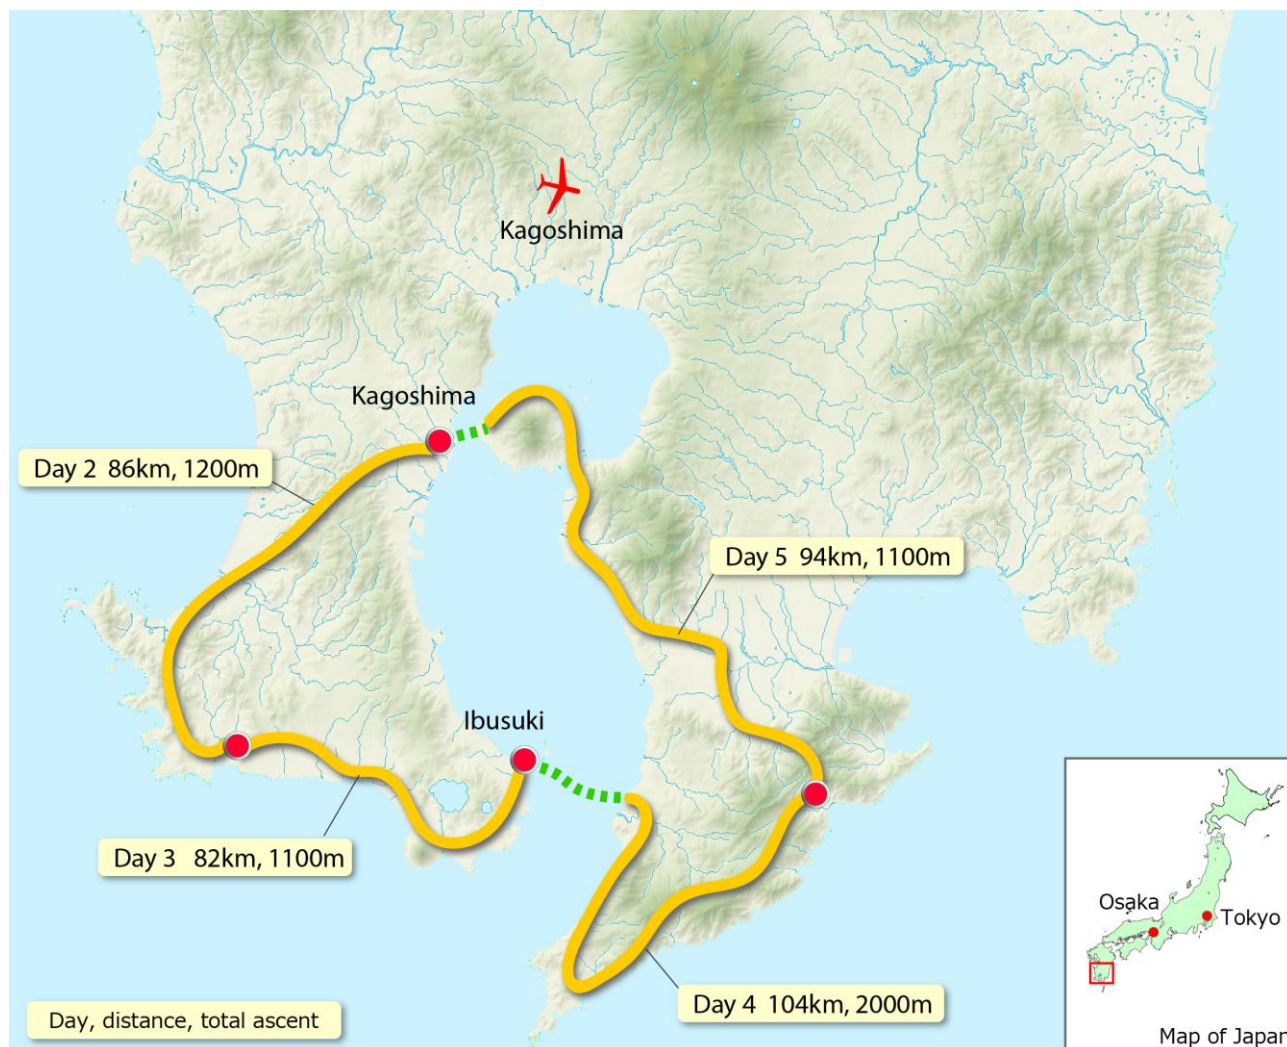 Kagoshima
Kagoshima
Day 2 86km, 1200m
Day 5 94km, 1100m
Ibusuki
Day 3 82km, 1100m
Day 4 104km, 2000m
Day, distance, total ascent
Osaka
Tokyo
Map of Japan